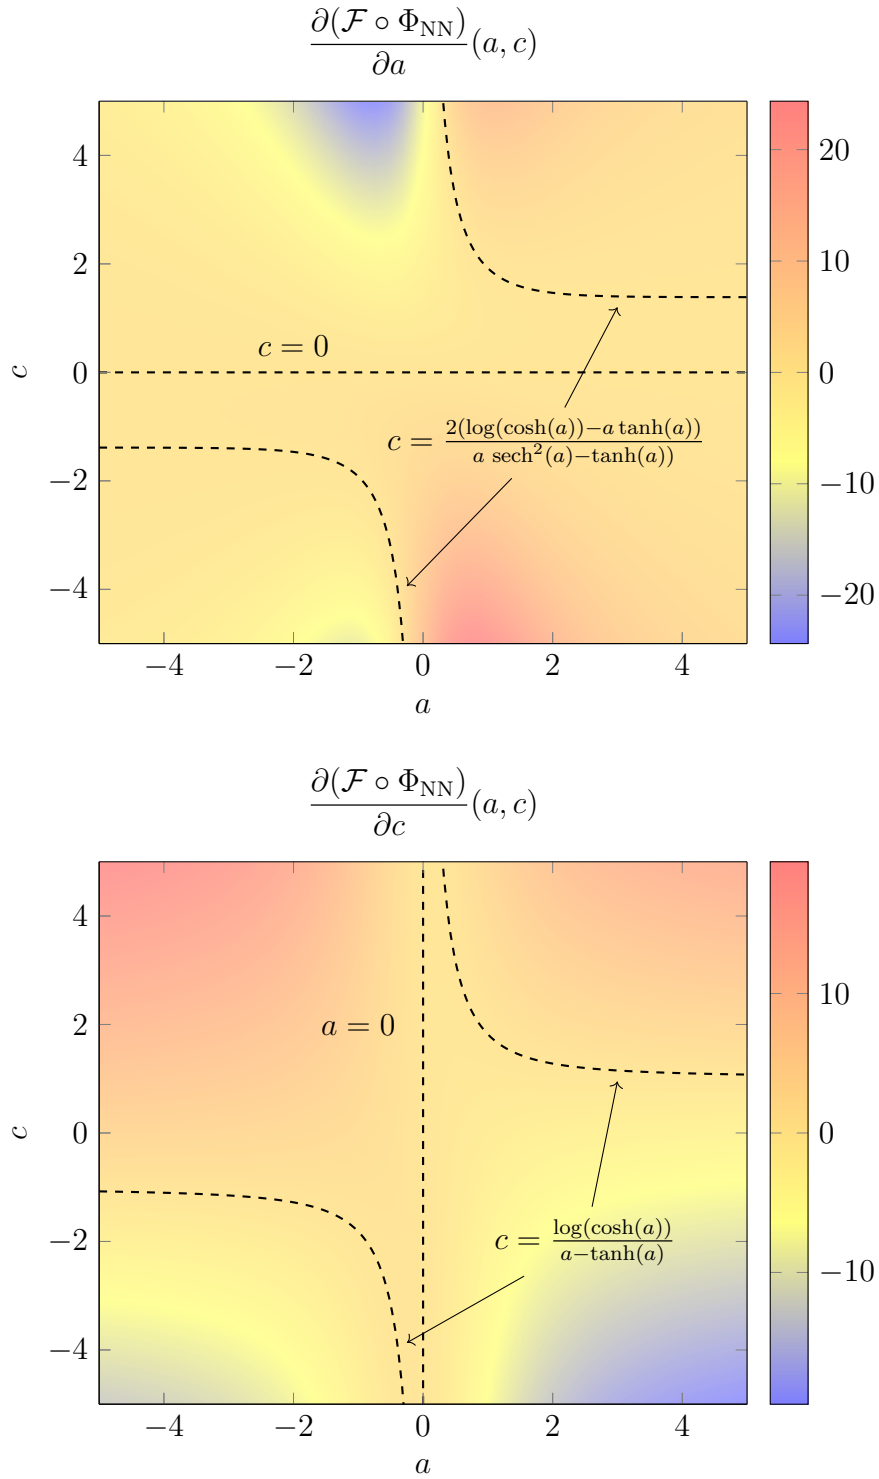 ∂(ℱ ∘ Φ_NN)
∂a
(a, c)
4
2
0
−2
−4
c
c = 0
c = 2(log(cosh(a))−a tanh(a)) / a sech²(a)−tanh(a))
−4 −2 0 2 4
a
20
10
0
−10
−20
∂(ℱ ∘ Φ_NN)
∂c
(a, c)
4
2
0
−2
−4
c
a = 0
c = log(cosh(a)) / a−tanh(a)
−4 −2 0 2 4
a
10
0
−10